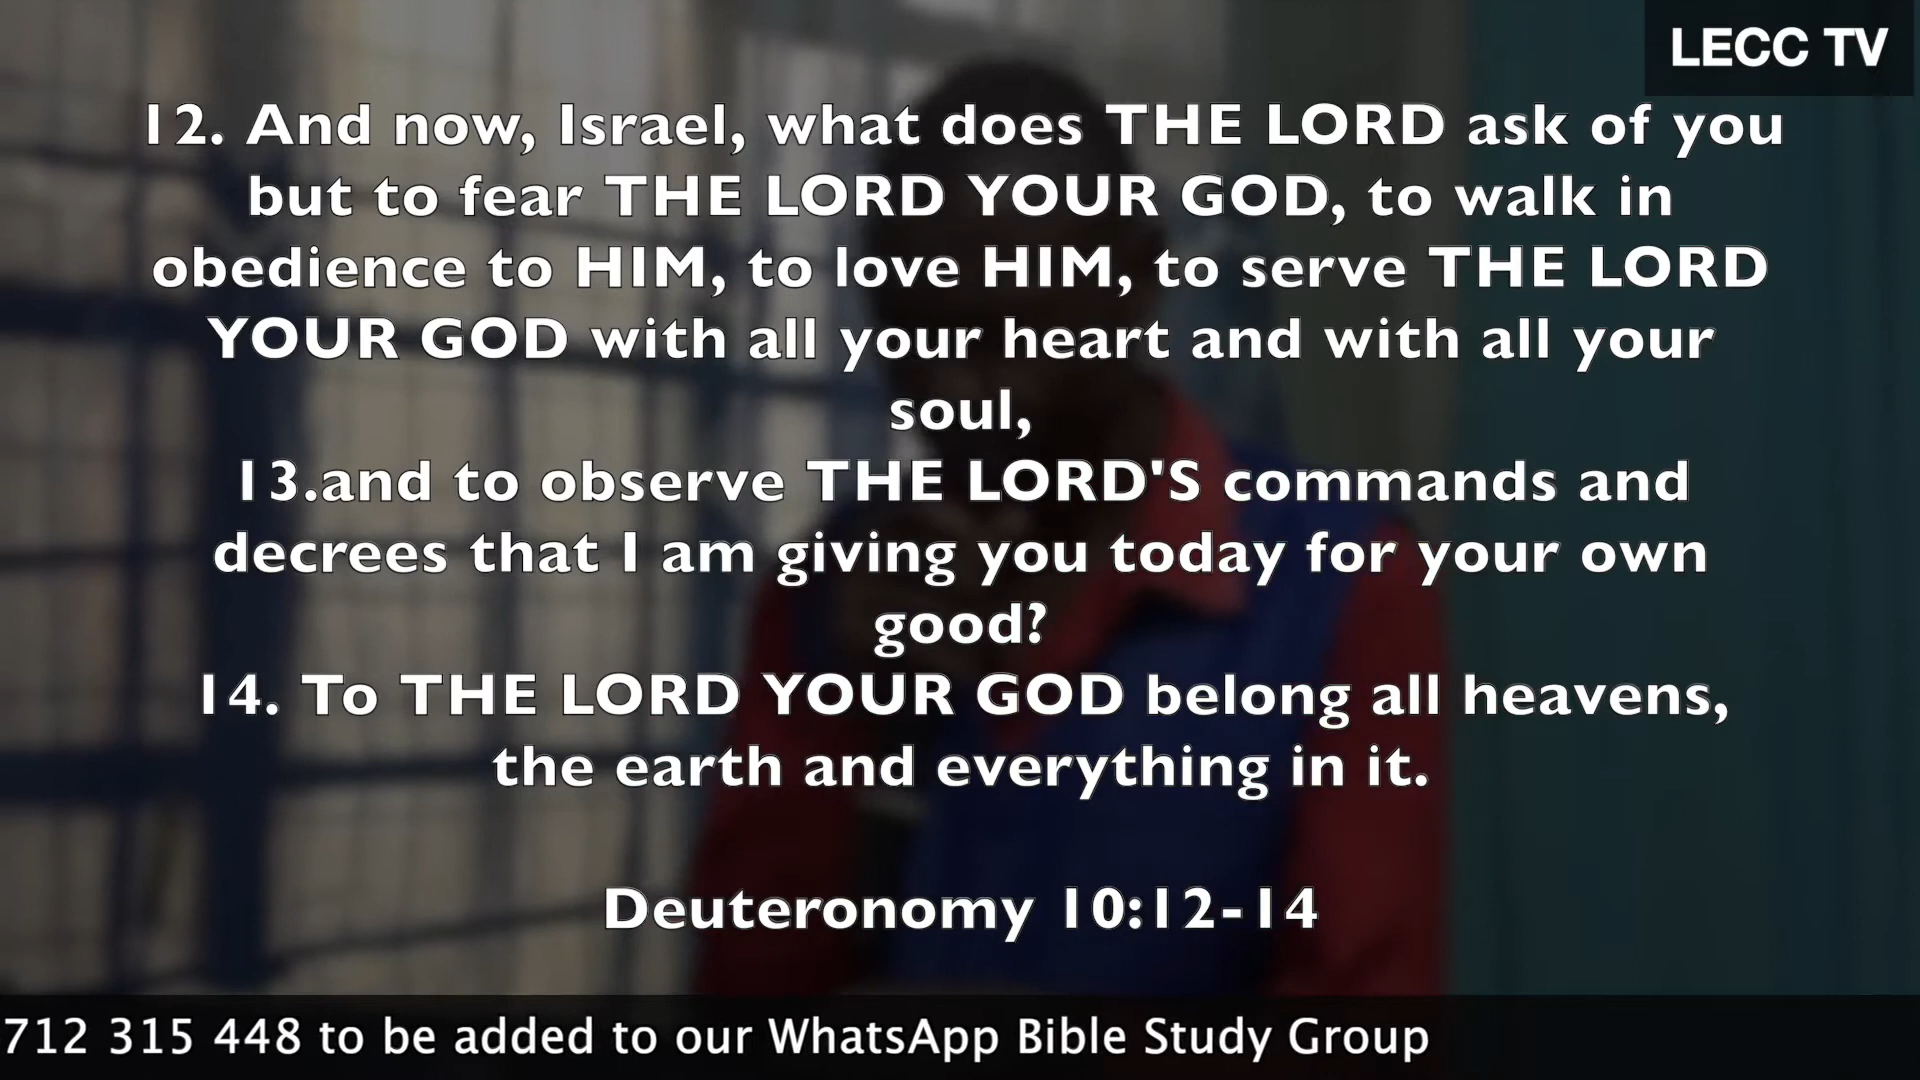 LECC TV
12. And now, Israel, what does THE LORD ask of you
but to fear THE LORD YOUR GOD, to walk in
obedience to HIM, to love HIM, to serve THE LORD
YOUR GOD with all your heart and with all your
soul,
13.and to observe THE LORD'S commands and
decrees that I am giving you today for your own
good?
14. To THE LORD YOUR GOD belong all heavens,
the earth and everything in it.
Deuteronomy 10:12-14
712 315 448 to be added to our WhatsApp Bible Study Group